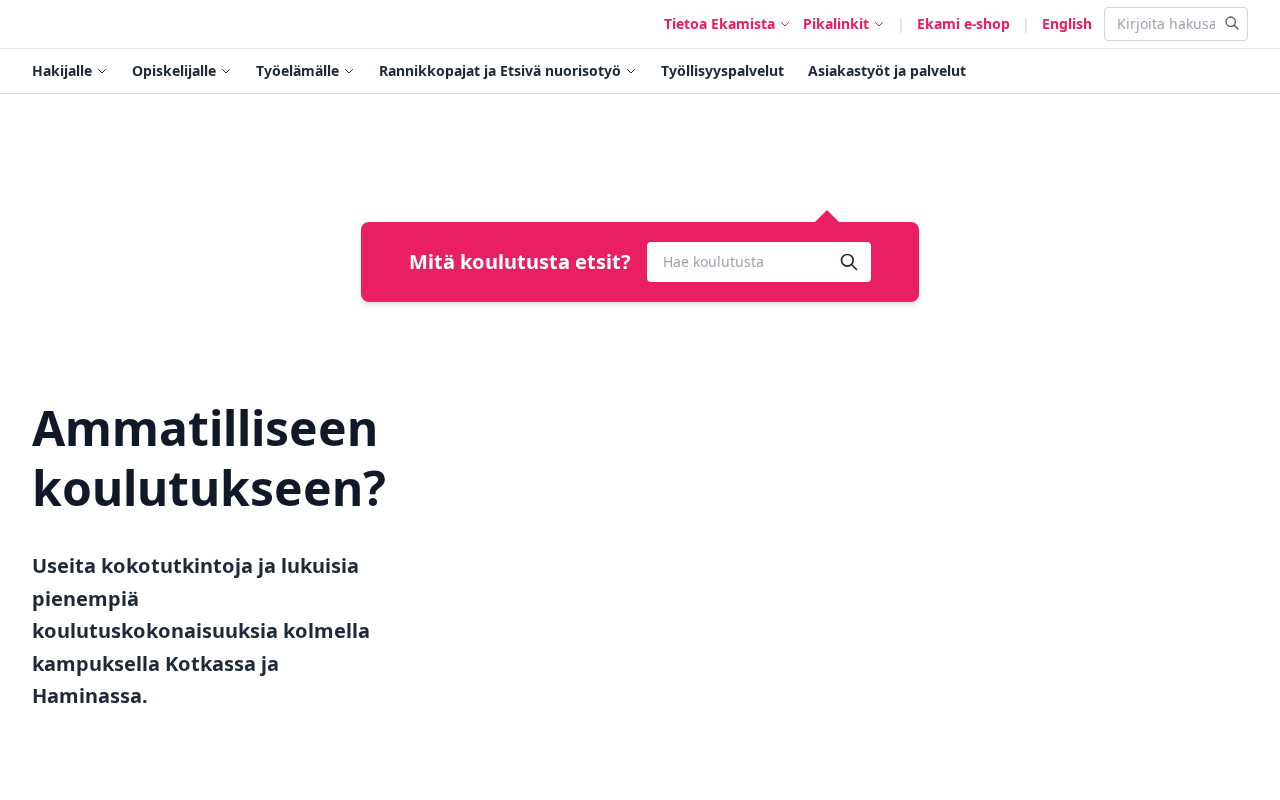 Tietoa Ekamista Pikalinkit | Ekami e-shop | English Kirjoita hakusa
Hakijalle Opiskelijalle Työelämälle Rannikkopajat ja Etsivä nuorisotyö Työllisyyspalvelut Asiakastyöt ja palvelut
Mitä koulutusta etsit? Hae koulutusta
Ammatilliseen
koulutukseen?
Useita kokotutkintoja ja lukuisia
pienempiä
koulutuskokonaisuuksia kolmella
kampuksella Kotkassa ja
Haminassa.